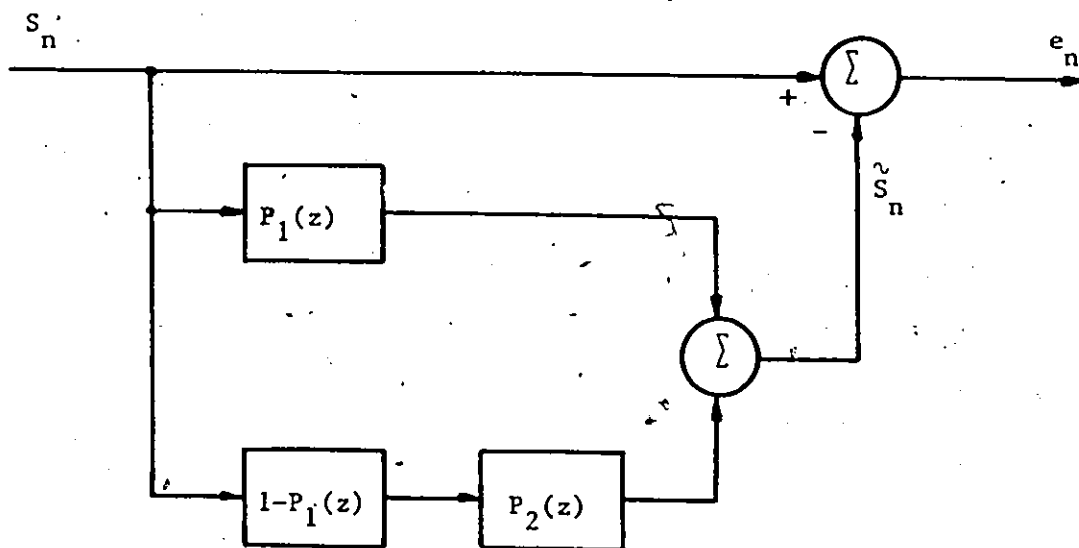 S_n
e_n
Σ
+
-
S̃_n
P_1(z)
Σ
1-P_1(z)
P_2(z)